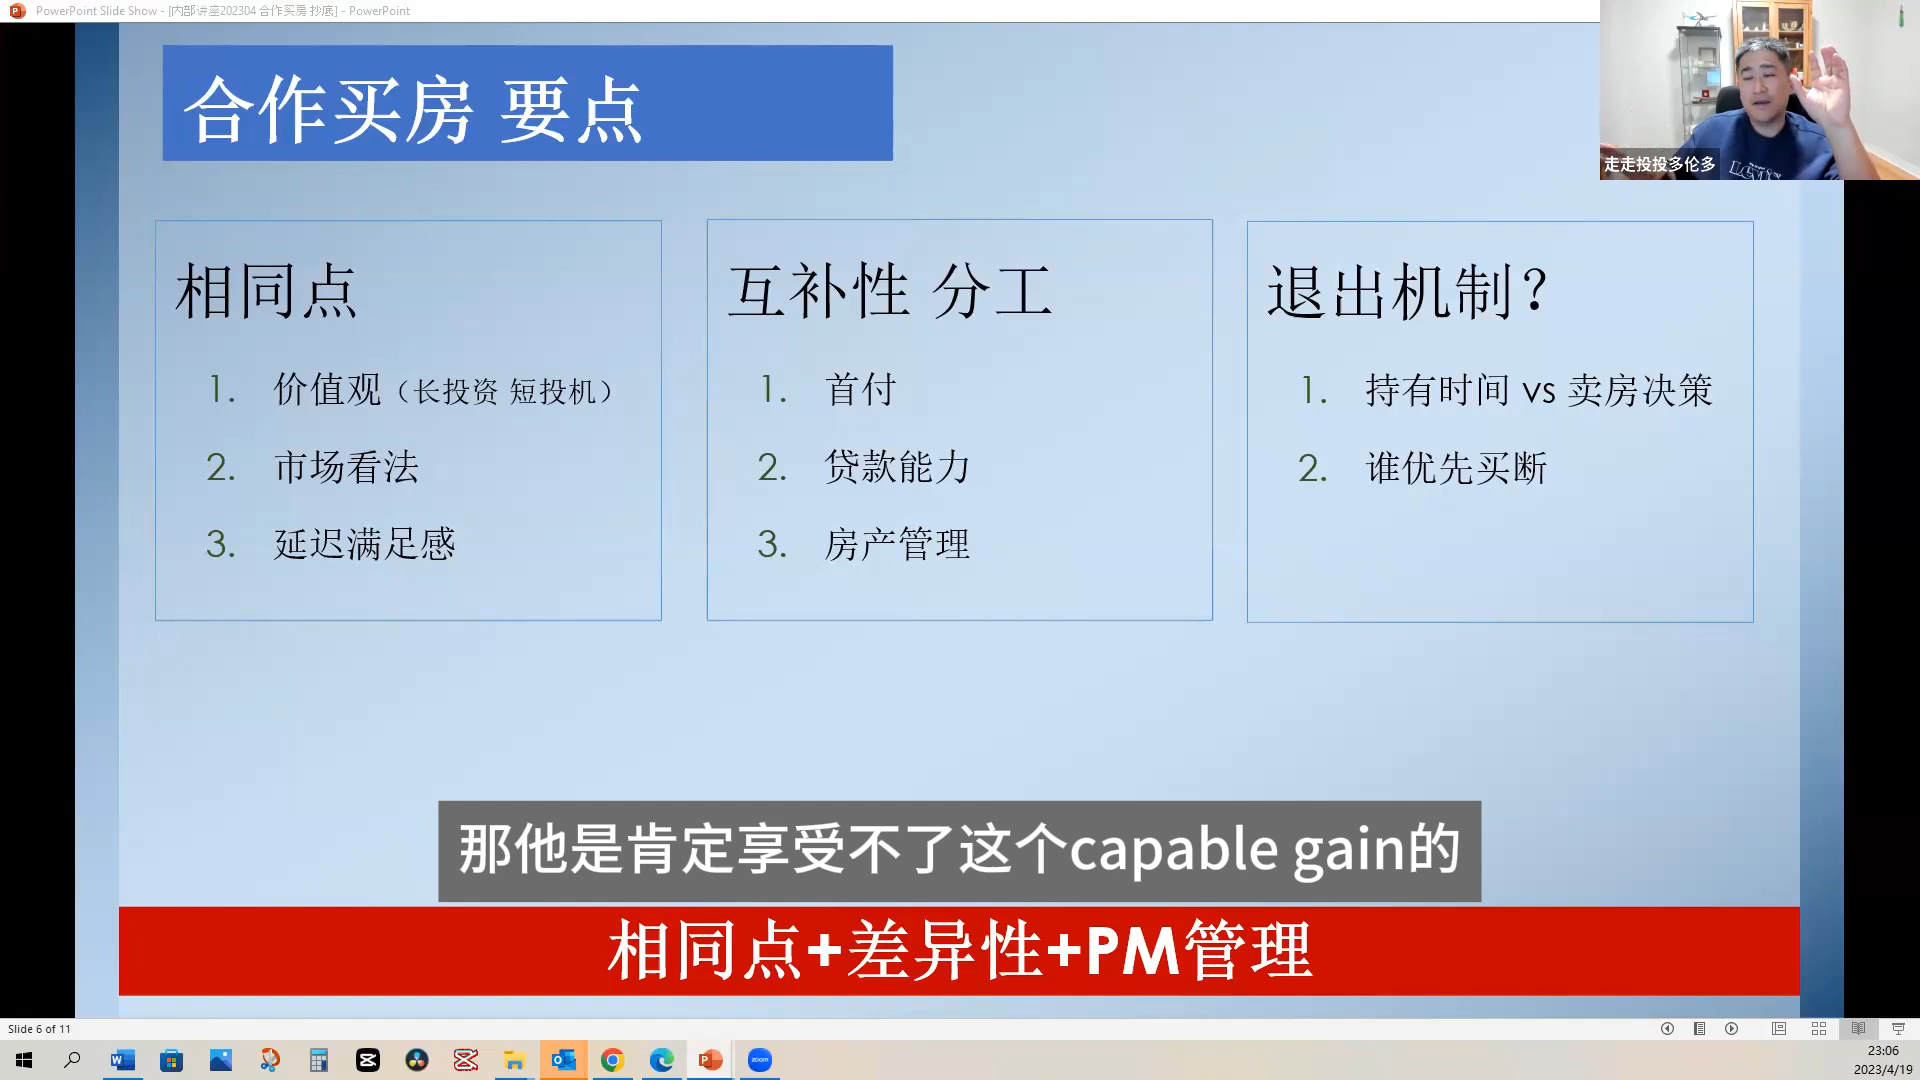 PowerPoint Slide Show - [内部讲座202304 合作买房 抄底] - PowerPoint
走走投投多伦多
合作买房 要点
相同点
1. 价值观（长投资 短投机）
2. 市场看法
3. 延迟满足感
互补性 分工
1. 首付
2. 贷款能力
3. 房产管理
退出机制？
1. 持有时间 vs 卖房决策
2. 谁优先买断
那他是肯定享受不了这个capable gain的
相同点+差异性+PM管理
Slide 6 of 11
zoom
23:06
2023/4/19